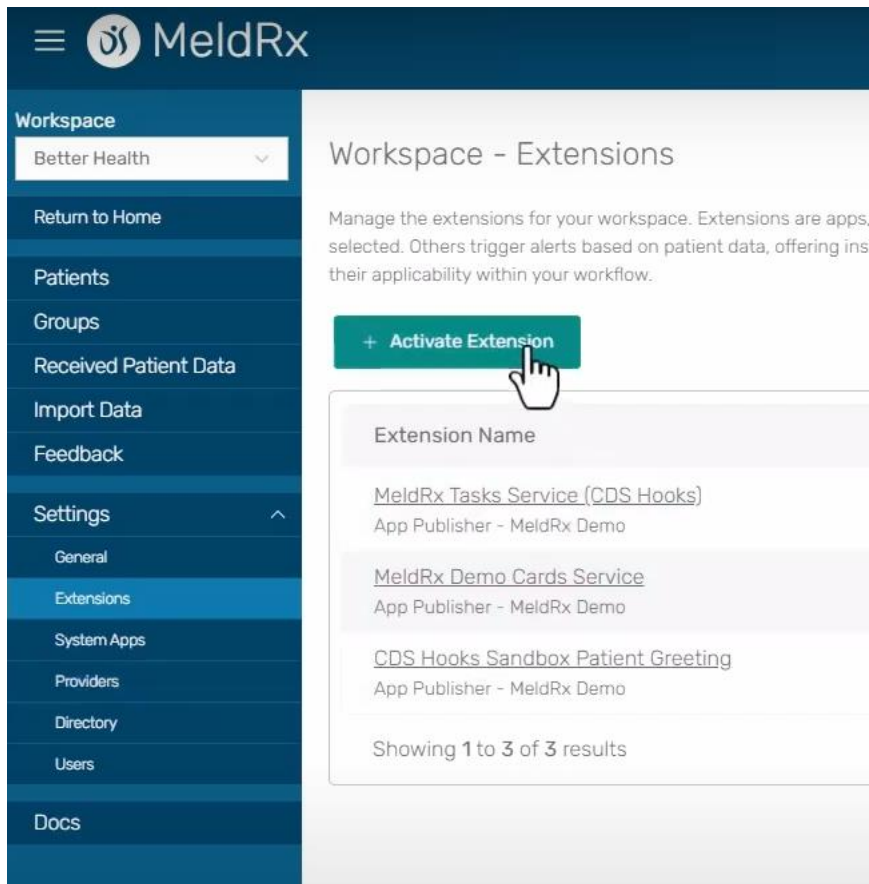 MeldRx
Workspace
Better Health
Return to Home
Patients
Groups
Received Patient Data
Import Data
Feedback
Settings
General
Extensions
System Apps
Providers
Directory
Users
Docs
Workspace - Extensions
Manage the extensions for your workspace. Extensions are apps,
selected. Others trigger alerts based on patient data, offering ins
their applicability within your workflow.
+ Activate Extension
Extension Name
MeldRx Tasks Service (CDS Hooks)
App Publisher - MeldRx Demo
MeldRx Demo Cards Service
App Publisher - MeldRx Demo
CDS Hooks Sandbox Patient Greeting
App Publisher - MeldRx Demo
Showing 1 to 3 of 3 results